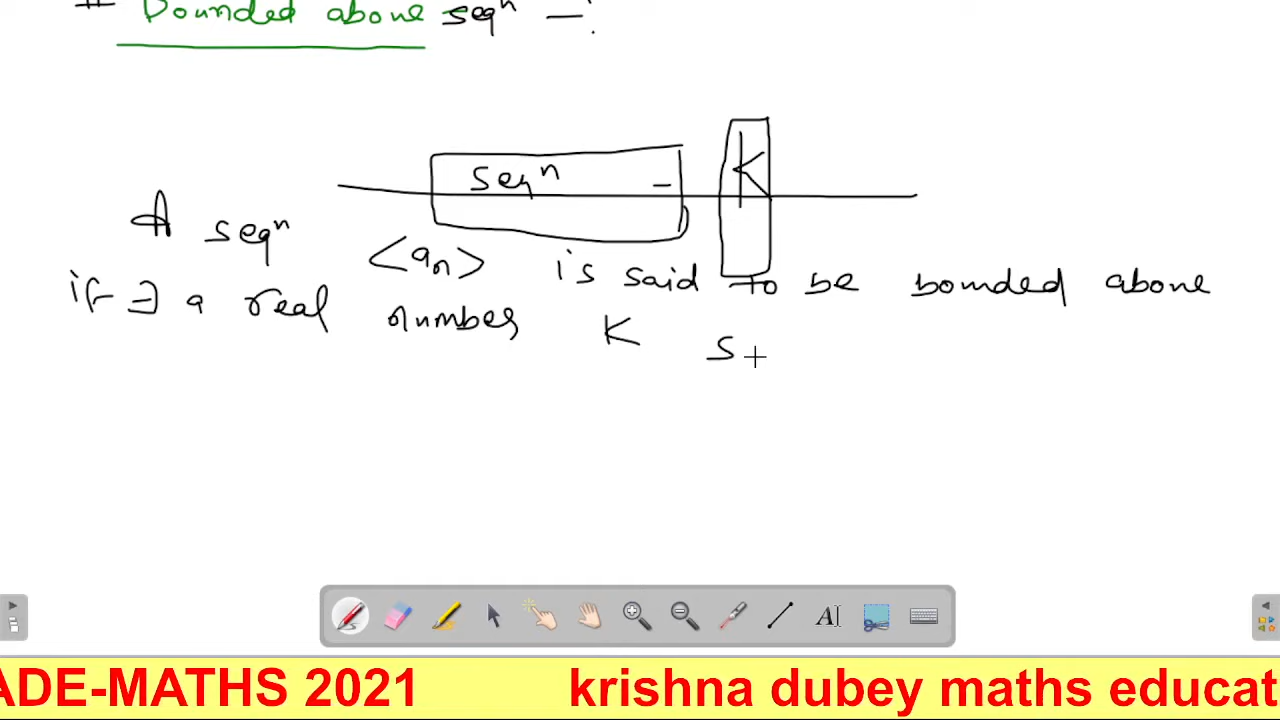 # Bounded above seqⁿ —:
seqⁿ – K
A seqⁿ <aₙ> is said to be bounded above
if ∃ a real number K s
AI
ADE-MATHS 2021 krishna dubey maths educat